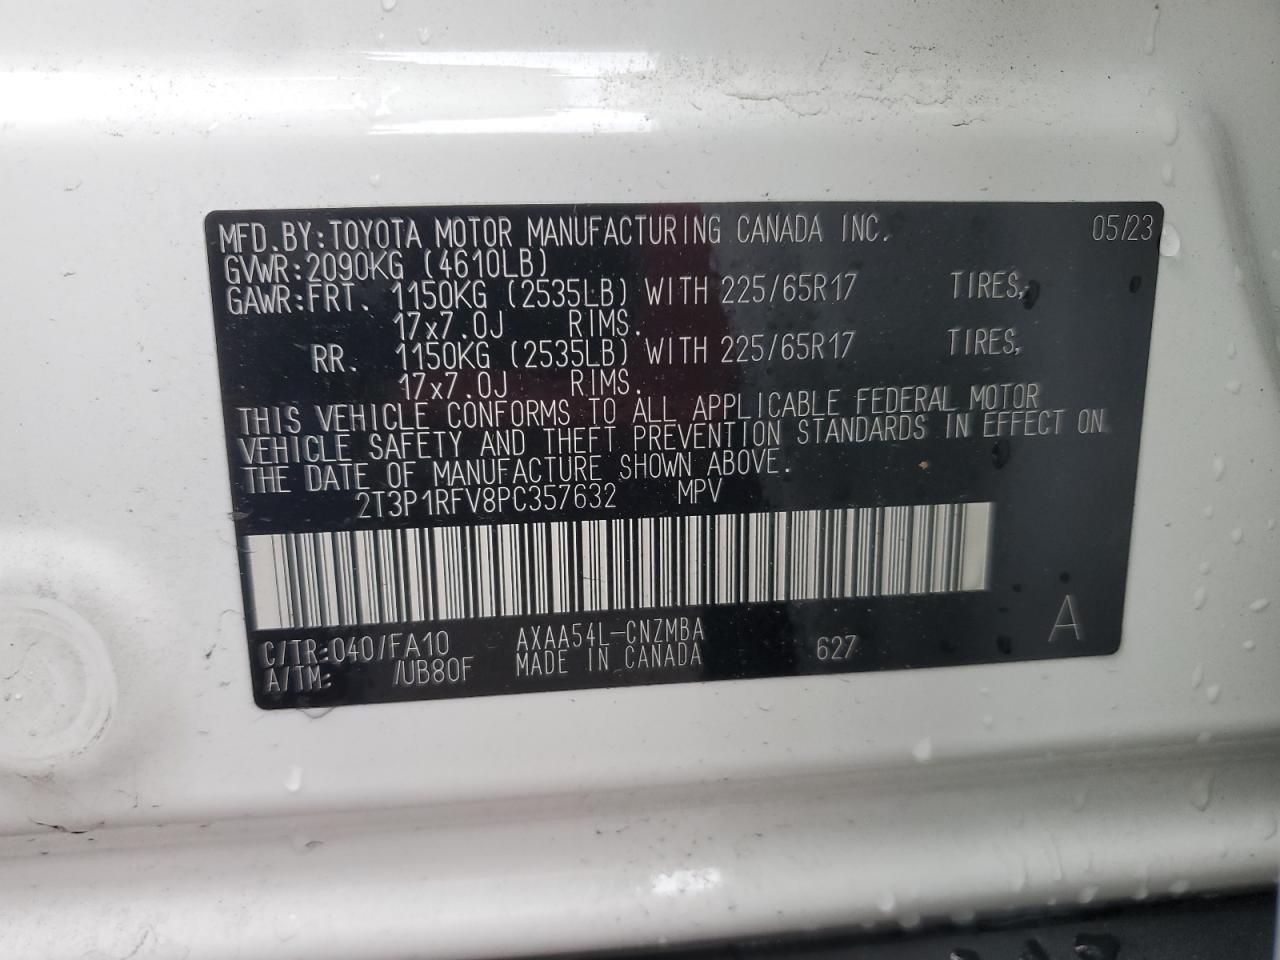 MFD.BY:TOYOTA MOTOR MANUFACTURING CANADA INC. 05/23
GVWR:2090KG (4610LB)
GAWR:FRT. 1150KG (2535LB) WITH 225/65R17 TIRES,
17x7.0J RIMS.
RR. 1150KG (2535LB) WITH 225/65R17 TIRES,
17x7.0J RIMS.
THIS VEHICLE CONFORMS TO ALL APPLICABLE FEDERAL MOTOR
VEHICLE SAFETY AND THEFT PREVENTION STANDARDS IN EFFECT ON
THE DATE OF MANUFACTURE SHOWN ABOVE.
2T3P1RFV8PC357632 MPV
C/TR:040/FA10 AXAA54L-CNZMBA 627 A
A/TM: /UB80F MADE IN CANADA